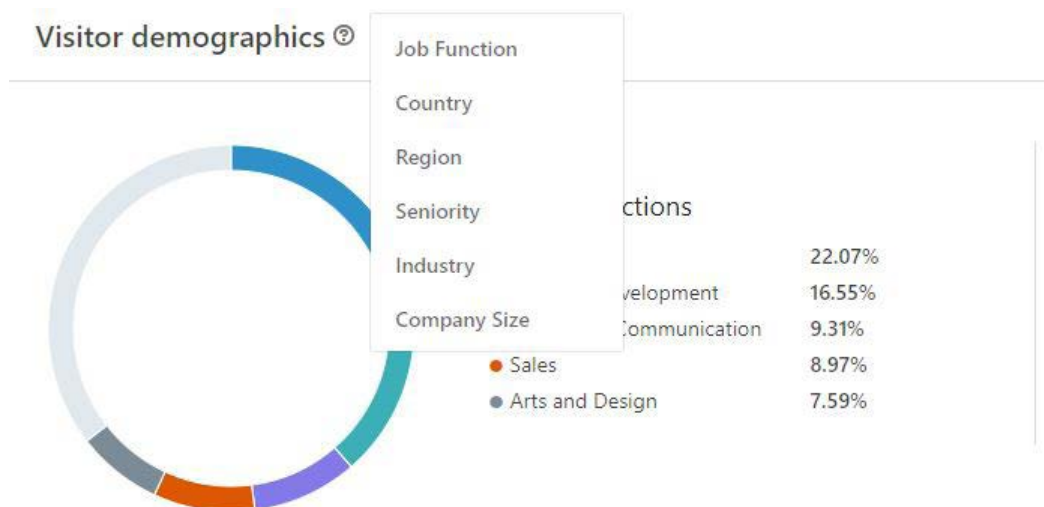 Visitor demographics
Job Function
Country
Region
Seniority
Industry
Company Size
ctions
22.07%
velopment 16.55%
Communication 9.31%
Sales 8.97%
Arts and Design 7.59%